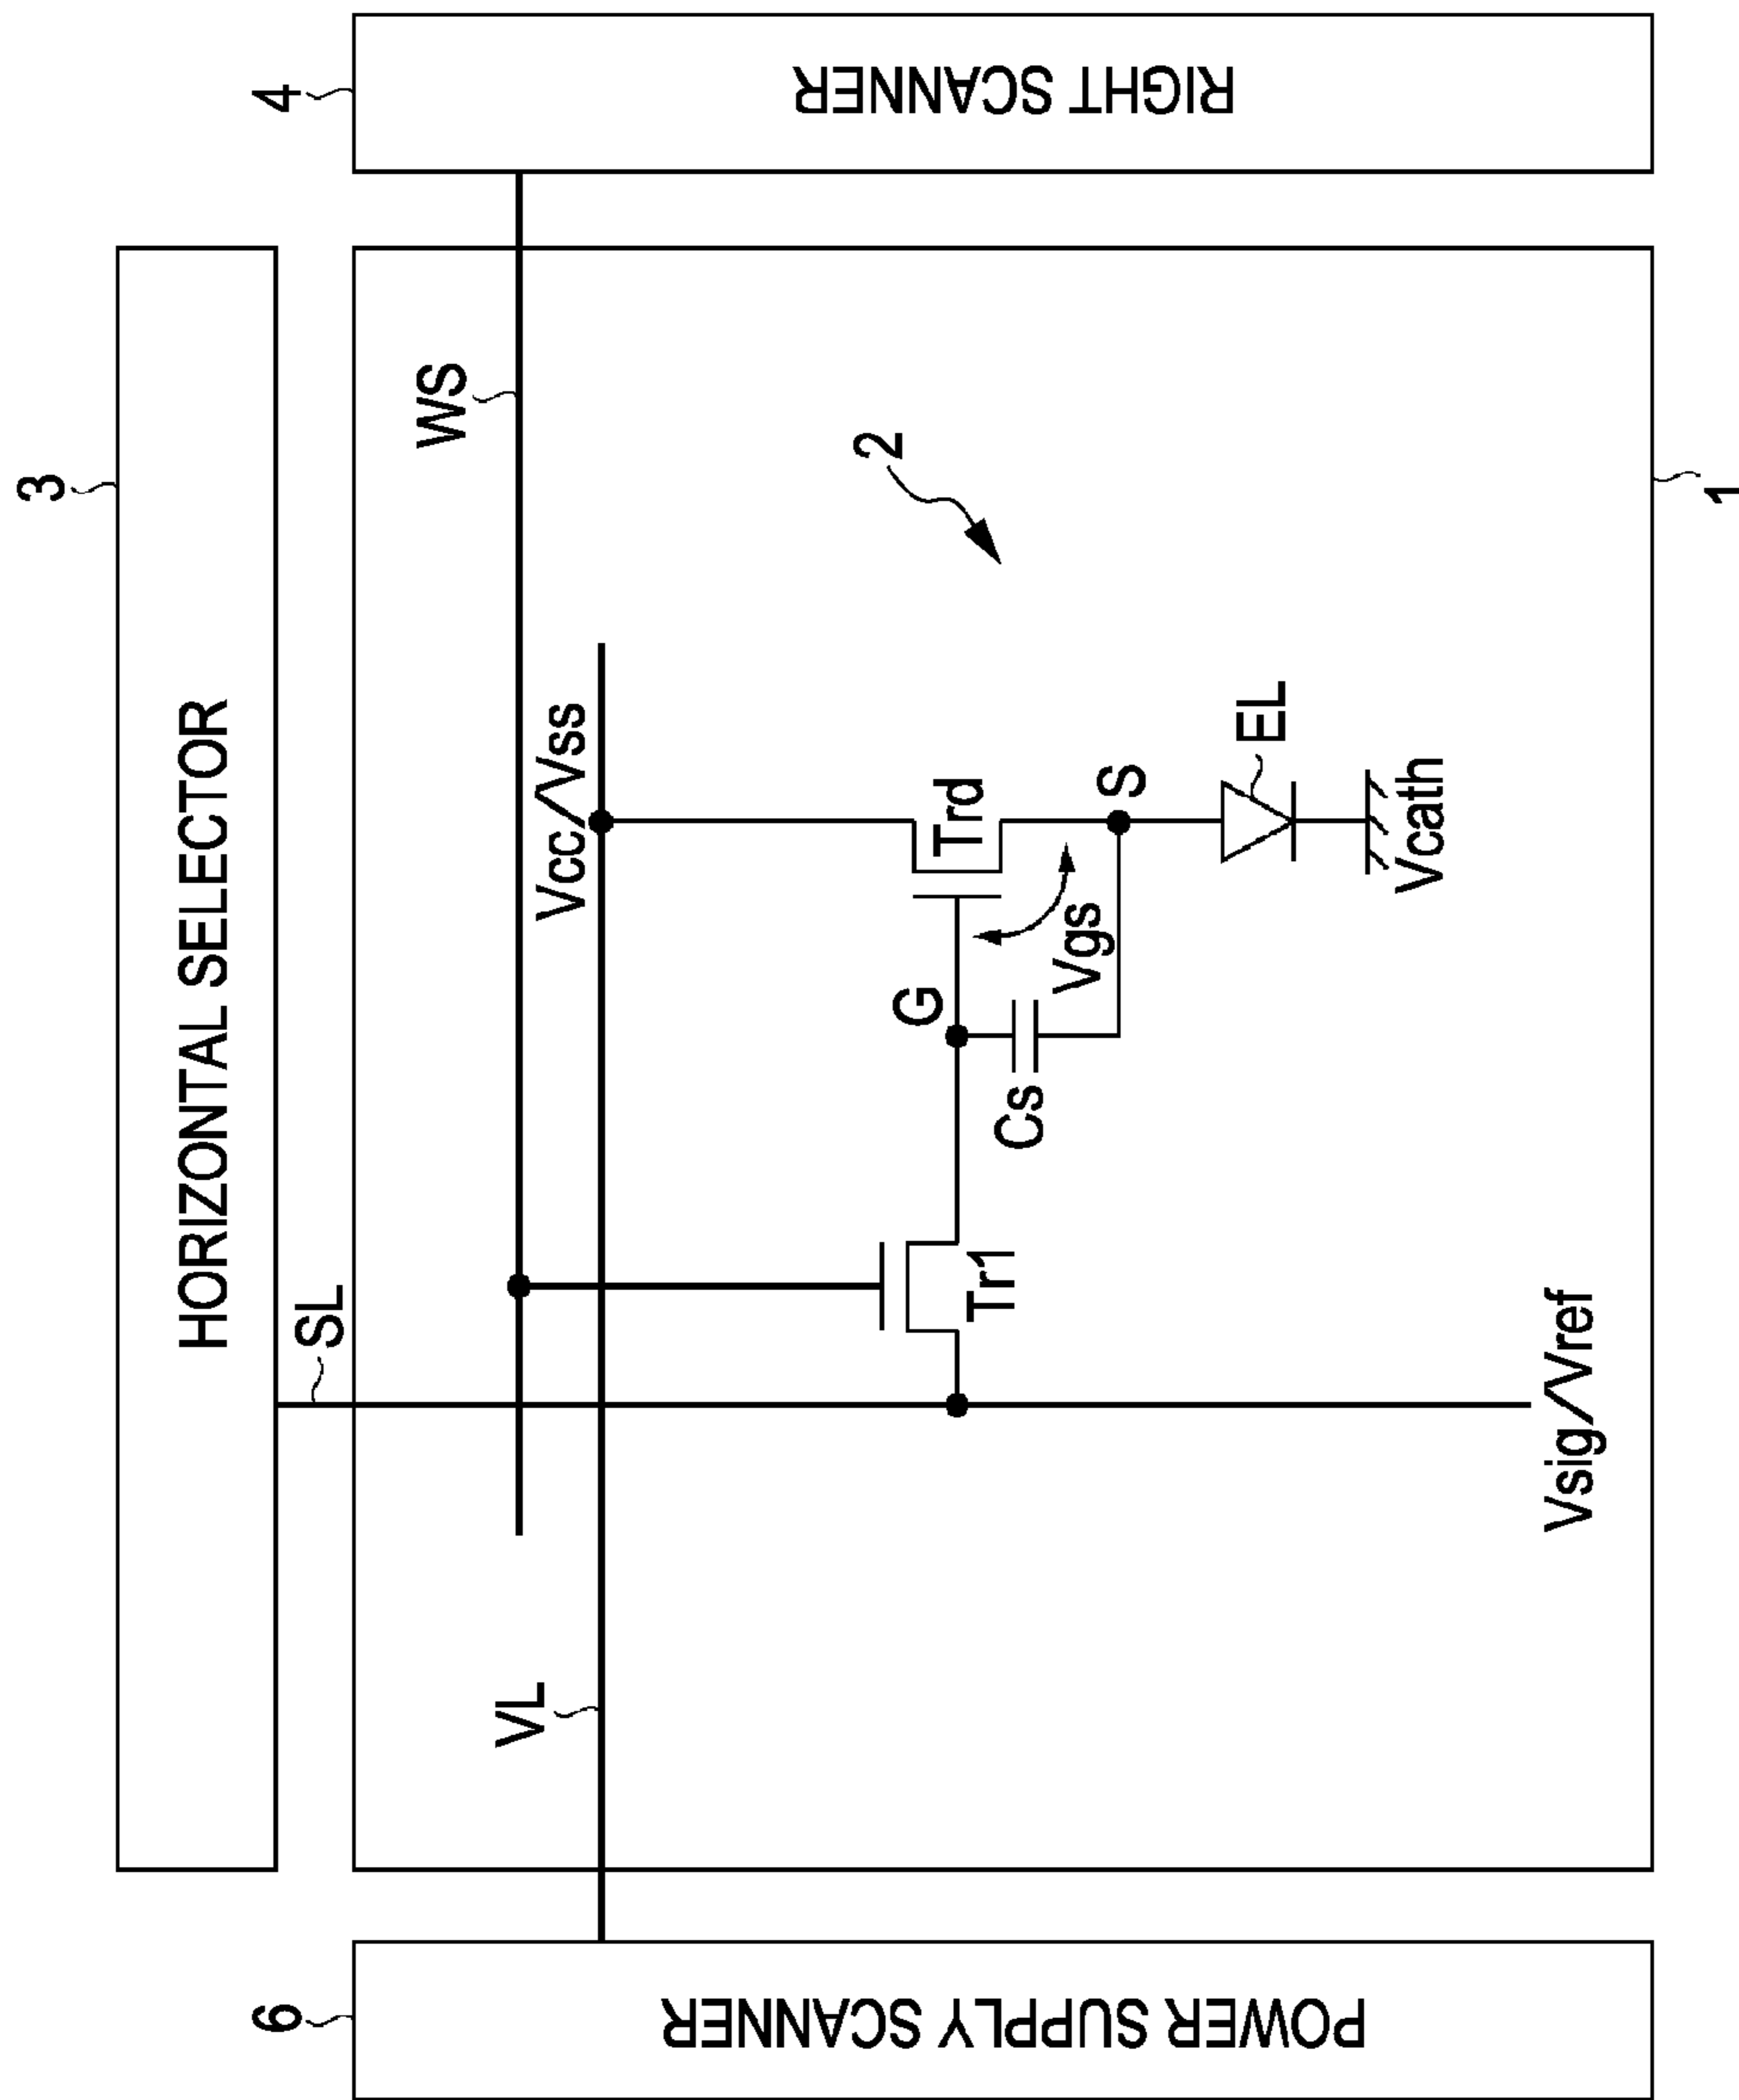 3
HORIZONTAL SELECTOR
6
POWER SUPPLY SCANNER
SL
4
RIGHT SCANNER
WS
VL
Vcc/Vss
2
Trd
G
Tr1
Cs
Vgs
S
EL
Vcath
Vsig/Vref
1